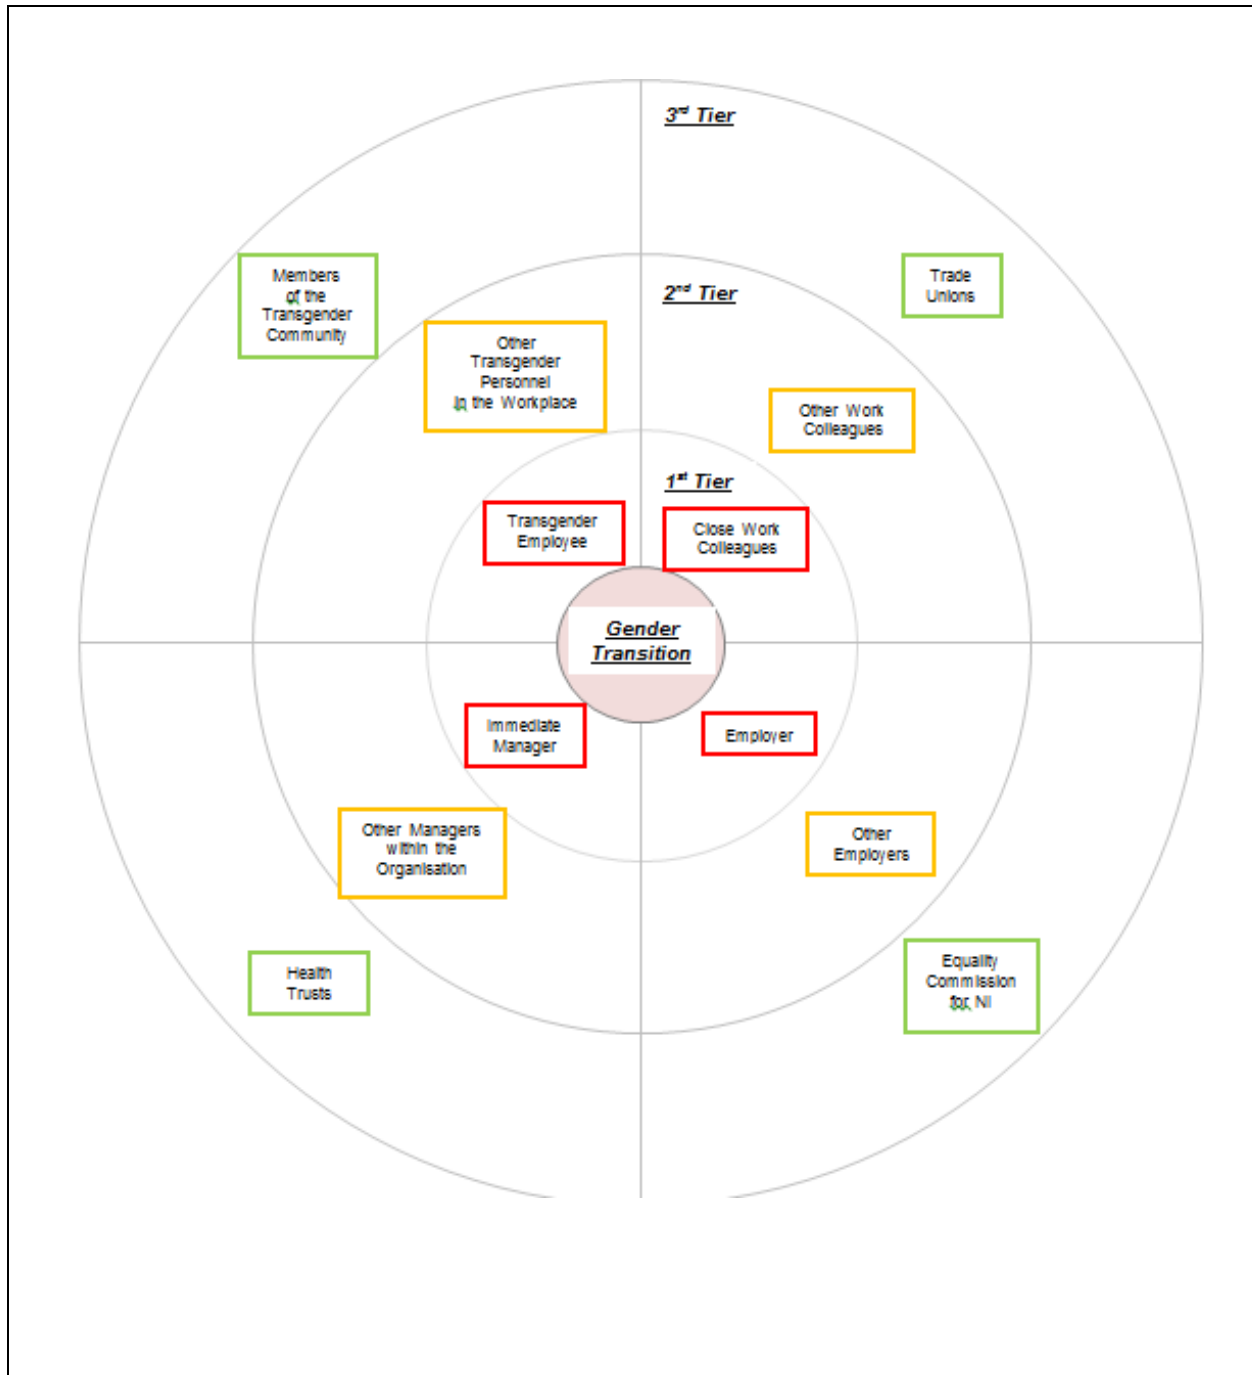 3rd Tier
Members
of the
Transgender
Community
Trade
Unions
2nd Tier
Other
Transgender
Personnel
in the Workplace
Other Work
Colleagues
1st Tier
Transgender
Employee
Close Work
Colleagues
Gender
Transition
Immediate
Manager
Employer
Other Managers
within the
Organisation
Other
Employers
Health
Trusts
Equality
Commission
for NI